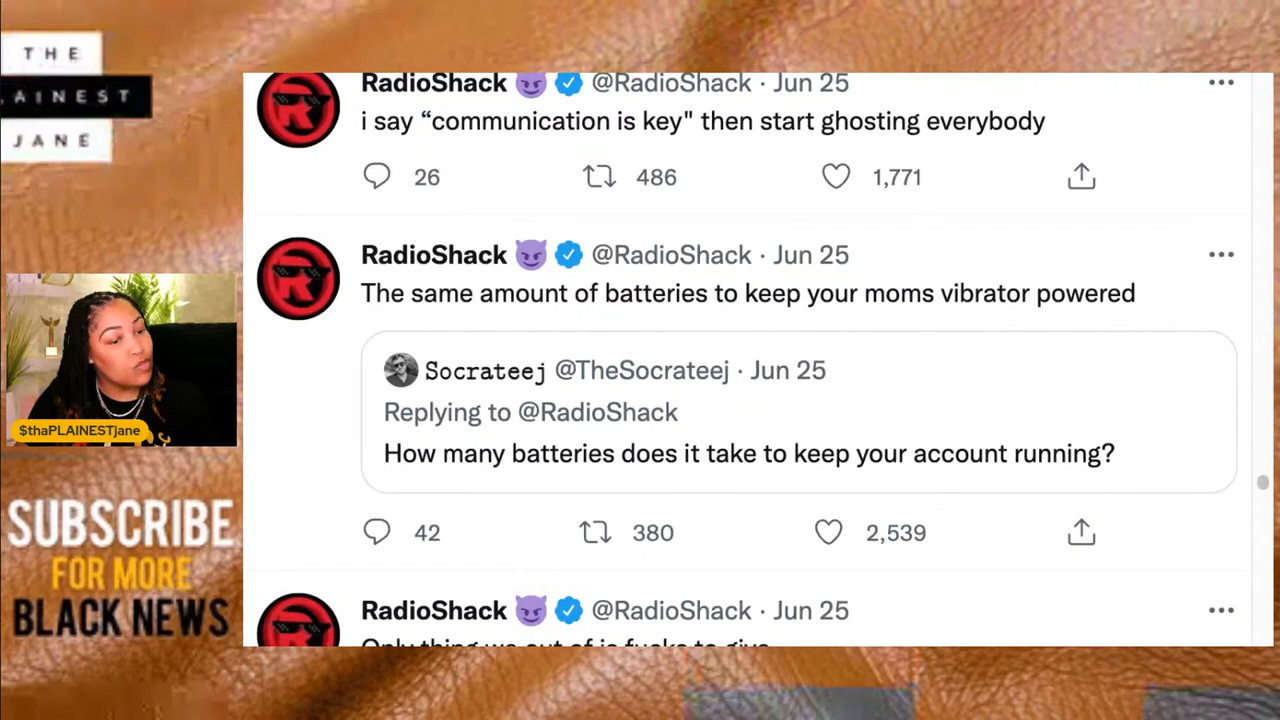 THE
LAINEST
JANE
RadioShack 😈 @RadioShack · Jun 25
i say “communication is key" then start ghosting everybody
26 486 1,771
RadioShack 😈 @RadioShack · Jun 25
The same amount of batteries to keep your moms vibrator powered
Socrateej @TheSocrateej · Jun 25
Replying to @RadioShack
How many batteries does it take to keep your account running?
42 380 2,539
RadioShack 😈 @RadioShack · Jun 25
Only thing we out of is fucks to give
$thaPLAINESTjane
SUBSCRIBE
FOR MORE
BLACK NEWS